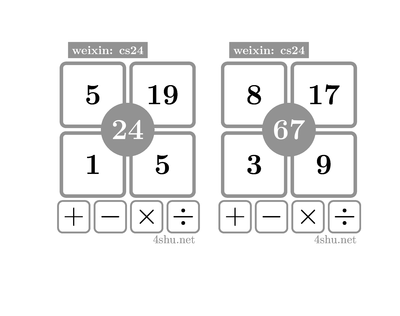 weixin: cs24
5 19
24
1 5
+ − × ÷
4shu.net
weixin: cs24
8 17
67
3 9
+ − × ÷
4shu.net